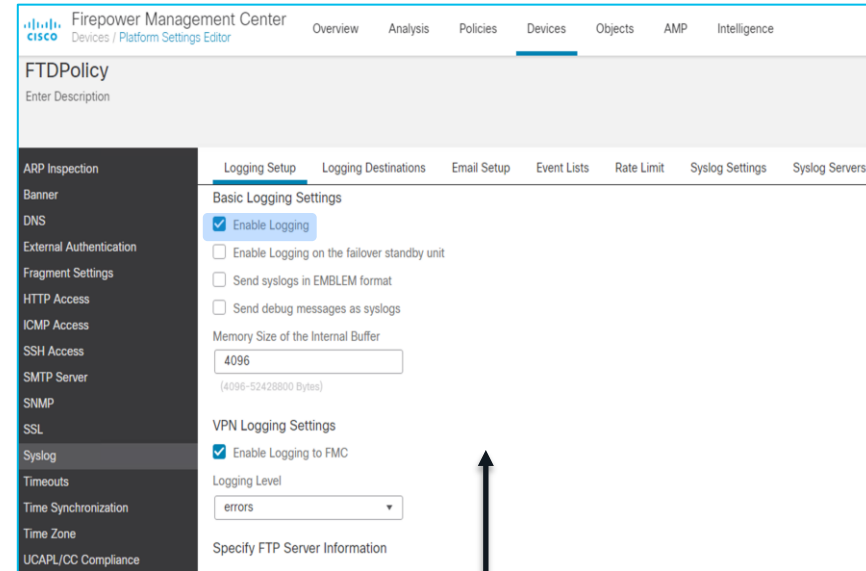 Firepower Management Center
CISCO
Devices / Platform Settings Editor
Overview Analysis Policies Devices Objects AMP Intelligence
FTDPolicy
Enter Description
ARP Inspection
Banner
DNS
External Authentication
Fragment Settings
HTTP Access
ICMP Access
SSH Access
SMTP Server
SNMP
SSL
Syslog
Timeouts
Time Synchronization
Time Zone
UCAPL/CC Compliance
Logging Setup Logging Destinations Email Setup Event Lists Rate Limit Syslog Settings Syslog Servers
Basic Logging Settings
Enable Logging
Enable Logging on the failover standby unit
Send syslogs in EMBLEM format
Send debug messages as syslogs
Memory Size of the Internal Buffer
4096
(4096-52428800 Bytes)
VPN Logging Settings
Enable Logging to FMC
Logging Level
errors
Specify FTP Server Information